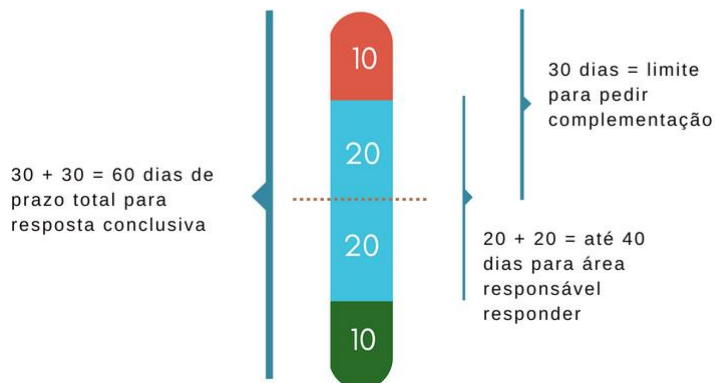 30 + 30 = 60 dias de
prazo total para
resposta conclusiva
10
20
20
10
30 dias = limite
para pedir
complementação
20 + 20 = até 40
dias para área
responsável
responder